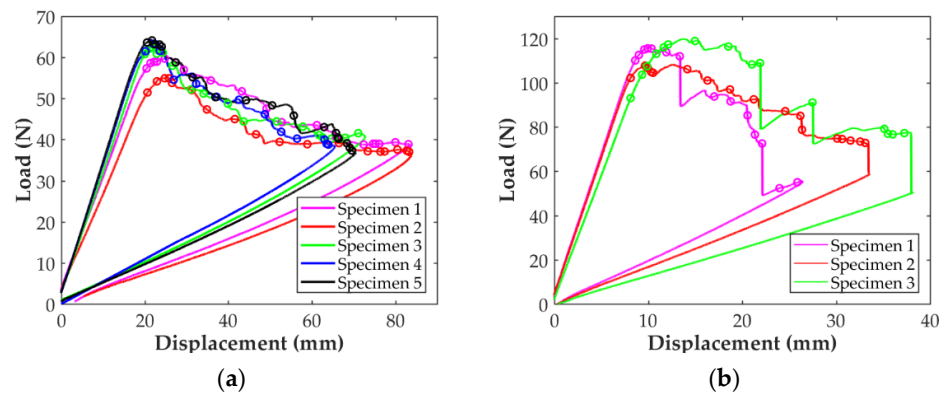 70
60
50
40
30
20
10
0
Load (N)
0 20 40 60 80
Displacement (mm)
Specimen 1
Specimen 2
Specimen 3
Specimen 4
Specimen 5
(a)
120
100
80
60
40
20
0
Load (N)
0 10 20 30 40
Displacement (mm)
Specimen 1
Specimen 2
Specimen 3
(b)